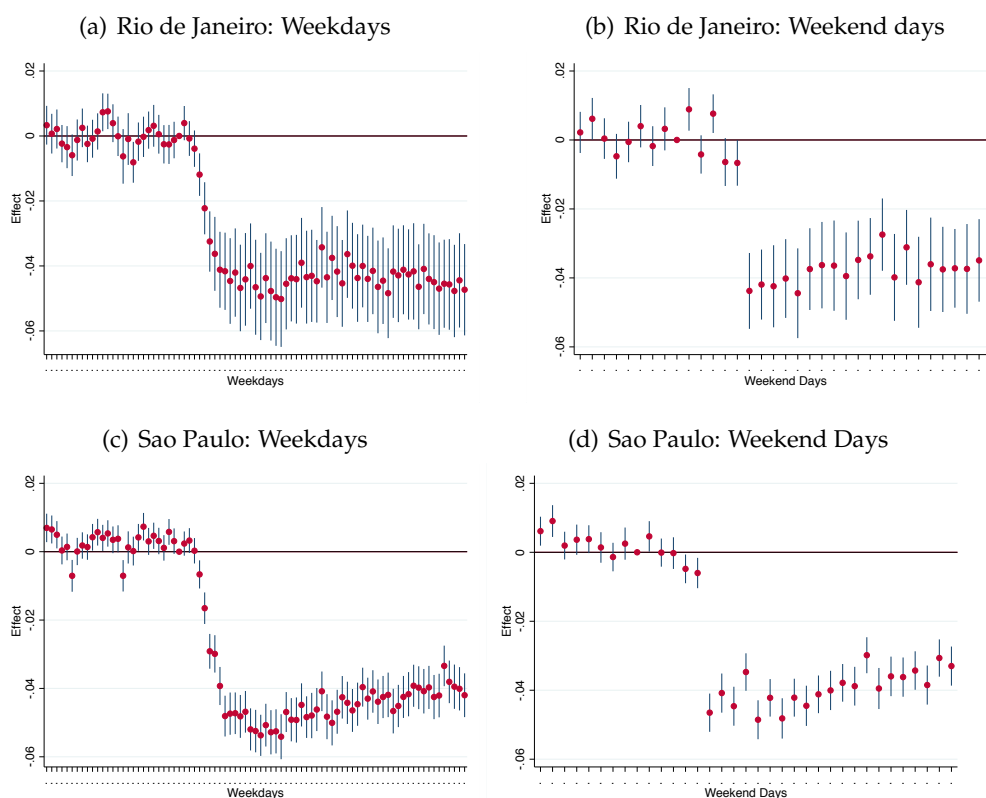 (a) Rio de Janeiro: Weekdays
(b) Rio de Janeiro: Weekend days
.02
0
-.02
-.04
-.06
Effect
Weekdays
.02
0
-.02
-.04
-.06
Effect
Weekend Days
(c) Sao Paulo: Weekdays
(d) Sao Paulo: Weekend Days
.02
0
-.02
-.04
-.06
Effect
Weekdays
.02
0
-.02
-.04
-.06
Effect
Weekend Days